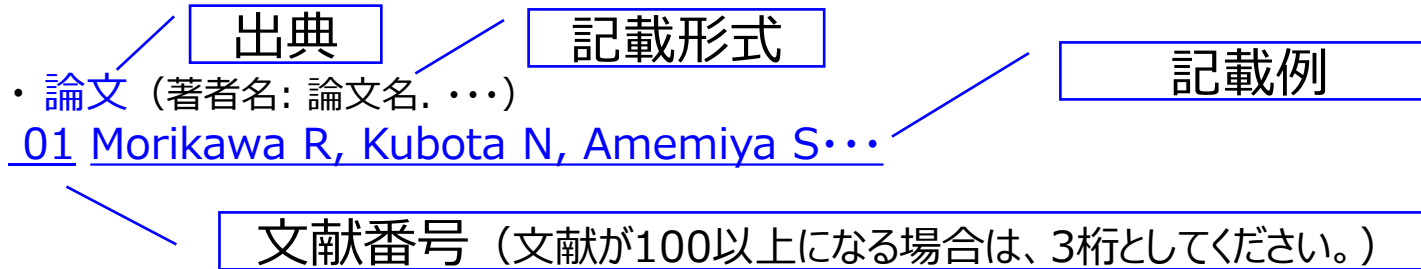 出典
記載形式
記載例
・論文（著者名: 論文名. ･･･）
01 Morikawa R, Kubota N, Amemiya S･･･
文献番号（文献が100以上になる場合は、3桁としてください。）